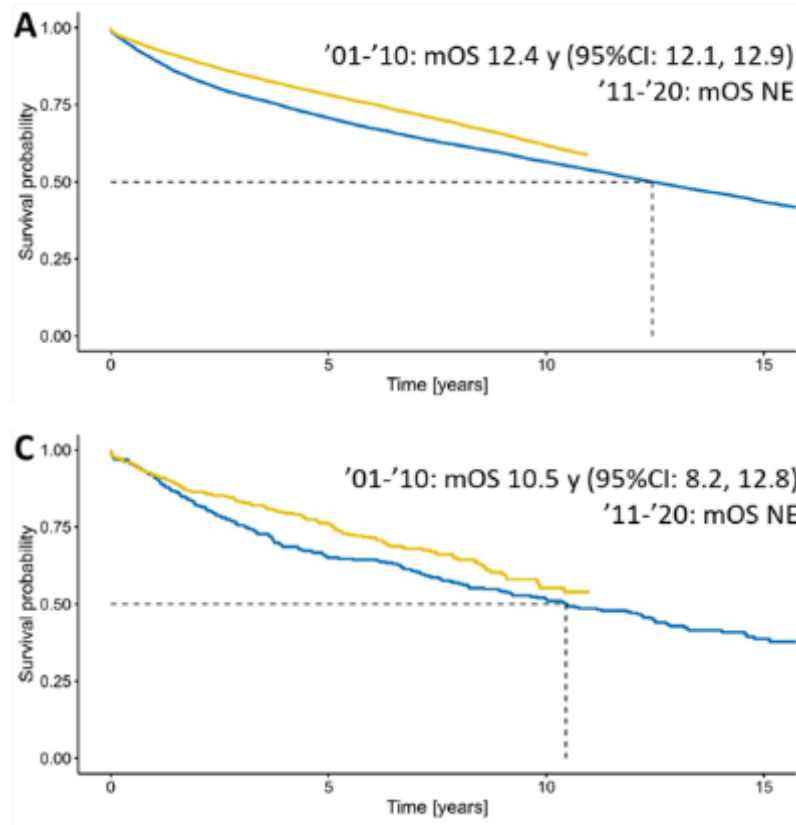 A
'01-'10: mOS 12.4 y (95%CI: 12.1, 12.9)
'11-'20: mOS NE
Survival probability
1.00
0.75
0.50
0.25
0.00
0
5
10
15
Time [years]
C
'01-'10: mOS 10.5 y (95%CI: 8.2, 12.8)
'11-'20: mOS NE
Survival probability
1.00
0.75
0.50
0.25
0.00
0
5
10
15
Time [years]